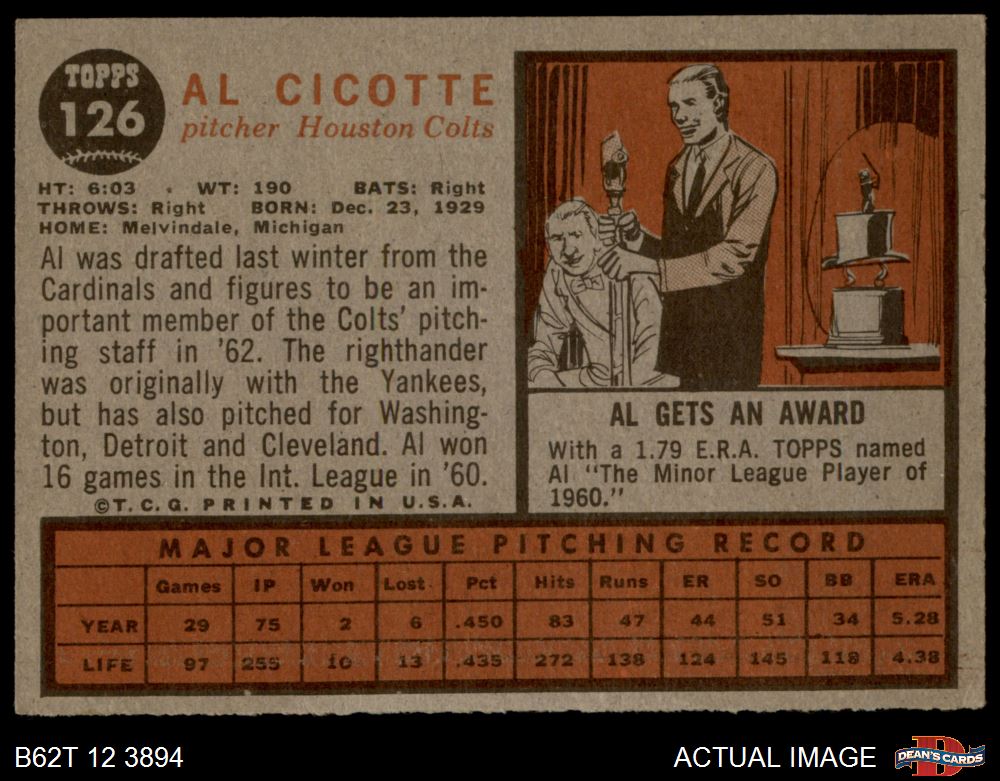 TOPPS
126
AL CICOTTE
pitcher Houston Colts
HT: 6:03 • WT: 190 BATS: Right
THROWS: Right BORN: Dec. 23, 1929
HOME: Melvindale, Michigan
Al was drafted last winter from the
Cardinals and figures to be an im-
portant member of the Colts' pitch-
ing staff in '62. The righthander
was originally with the Yankees,
but has also pitched for Washing-
ton, Detroit and Cleveland. Al won
16 games in the Int. League in '60.
©T.C.G. PRINTED IN U.S.A.
AL GETS AN AWARD
With a 1.79 E.R.A. TOPPS named
Al "The Minor League Player of
1960."
MAJOR LEAGUE PITCHING RECORD
Games IP Won Lost Pct Hits Runs ER SO BB ERA
YEAR 29 75 2 6 .450 83 47 44 51 34 5.28
LIFE 97 255 10 13 .435 272 138 124 145 118 4.38
B62T 12 3894
ACTUAL IMAGE
D
DEAN'S CARDS